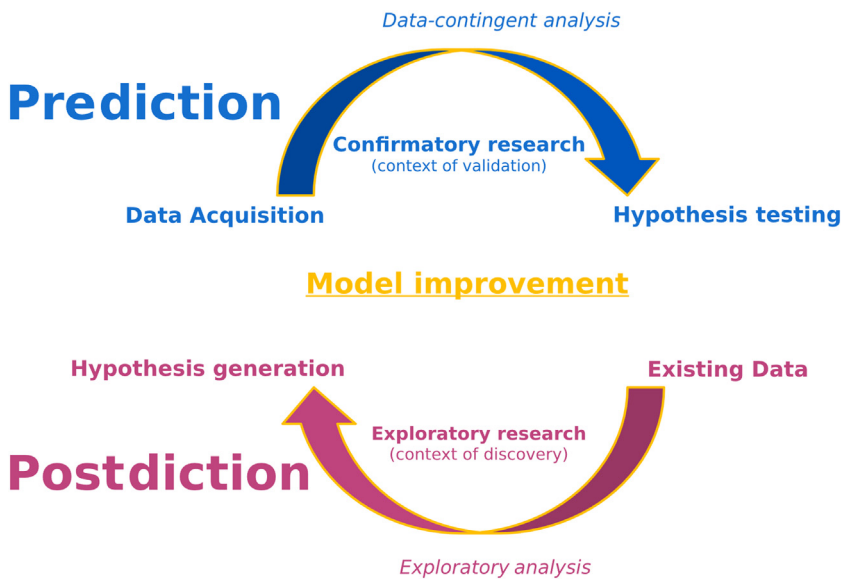 Data-contingent analysis
Prediction
Confirmatory research
(context of validation)
Data Acquisition
Hypothesis testing
Model improvement
Hypothesis generation
Existing Data
Exploratory research
(context of discovery)
Postdiction
Exploratory analysis